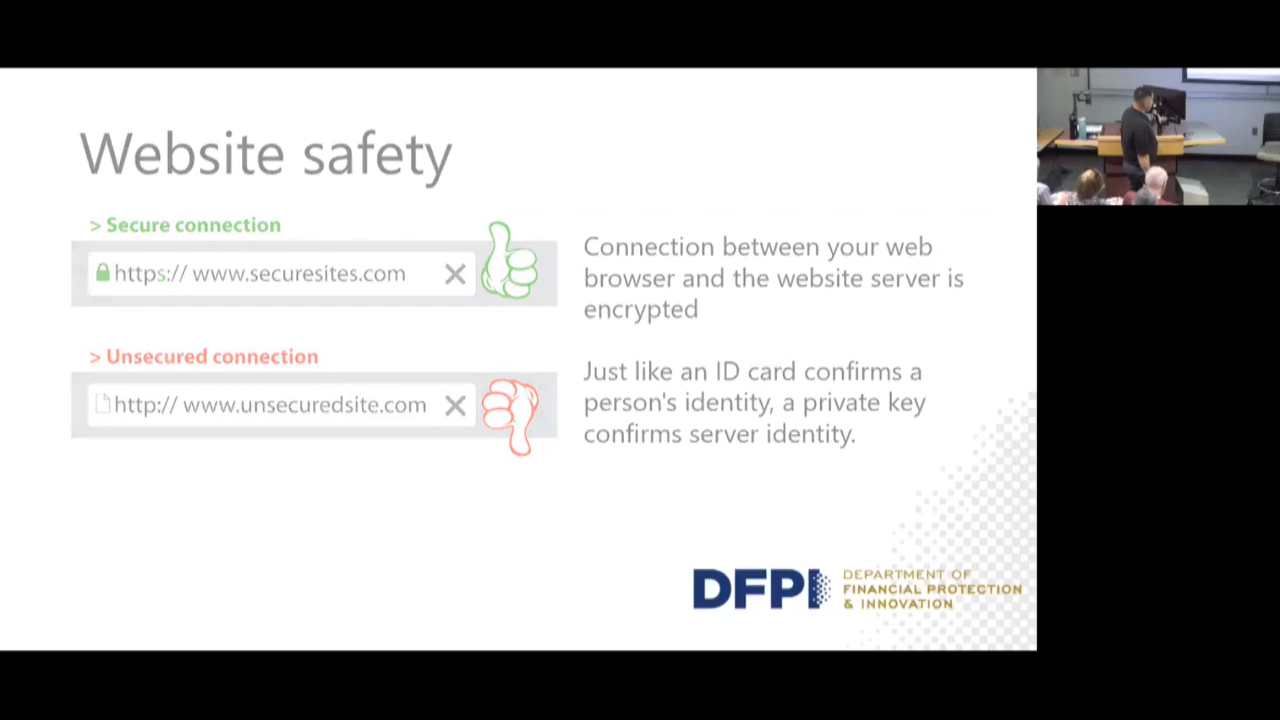 Website safety
> Secure connection
https:// www.securesites.com
> Unsecured connection
http:// www.unsecuredsite.com
Connection between your web
browser and the website server is
encrypted
Just like an ID card confirms a
person's identity, a private key
confirms server identity.
DFPI
DEPARTMENT OF
FINANCIAL PROTECTION
& INNOVATION